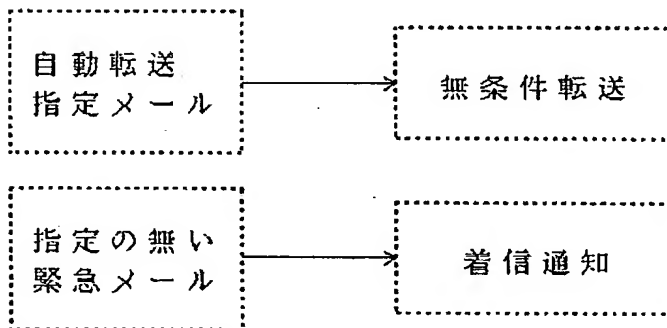 自動転送
指定メール
無条件転送
指定の無い
緊急メール
着信通知